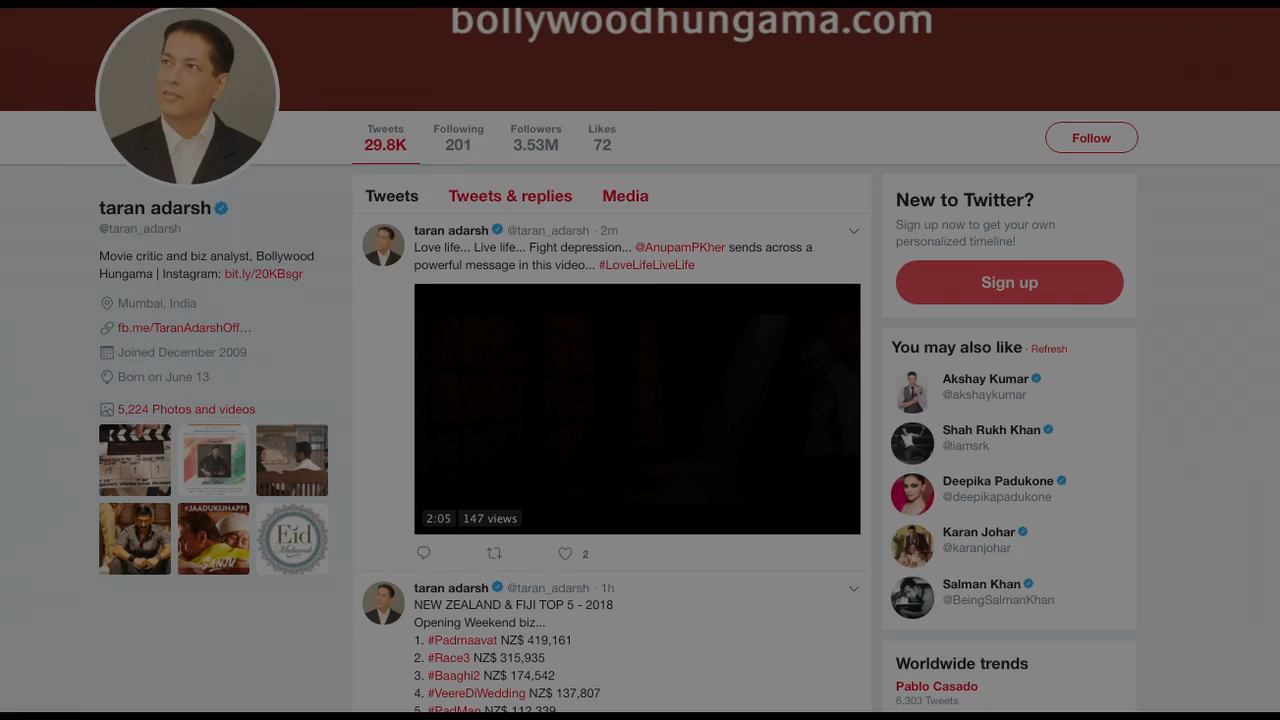 bollywoodhungama.com
Tweets
29.8K
Following
201
Followers
3.53M
Likes
72
Follow
taran adarsh
@taran_adarsh
Movie critic and biz analyst, Bollywood
Hungama | Instagram: bit.ly/20KBsgr
Mumbai, India
fb.me/TaranAdarshOff…
Joined December 2009
Born on June 13
5,224 Photos and videos
#JAADUKIJHAPPI
SANJU
Eid
Mubarak
Tweets
Tweets & replies
Media
taran adarsh @taran_adarsh · 2m
Love life... Live life... Fight depression... @AnupamPKher sends across a
powerful message in this video... #LoveLifeLiveLife
2:05
147 views
2
taran adarsh @taran_adarsh · 1h
NEW ZEALAND & FIJI TOP 5 - 2018
Opening Weekend biz...
1. #Padmaavat NZ$ 419,161
2. #Race3 NZ$ 315,935
3. #Baaghi2 NZ$ 174,542
4. #VeereDiWedding NZ$ 137,807
5. #PadMan NZ$ 112,339
New to Twitter?
Sign up now to get your own
personalized timeline!
Sign up
You may also like · Refresh
Akshay Kumar
@akshaykumar
Shah Rukh Khan
@iamsrk
Deepika Padukone
@deepikapadukone
Karan Johar
@karanjohar
Salman Khan
@BeingSalmanKhan
Worldwide trends
Pablo Casado
6,303 Tweets